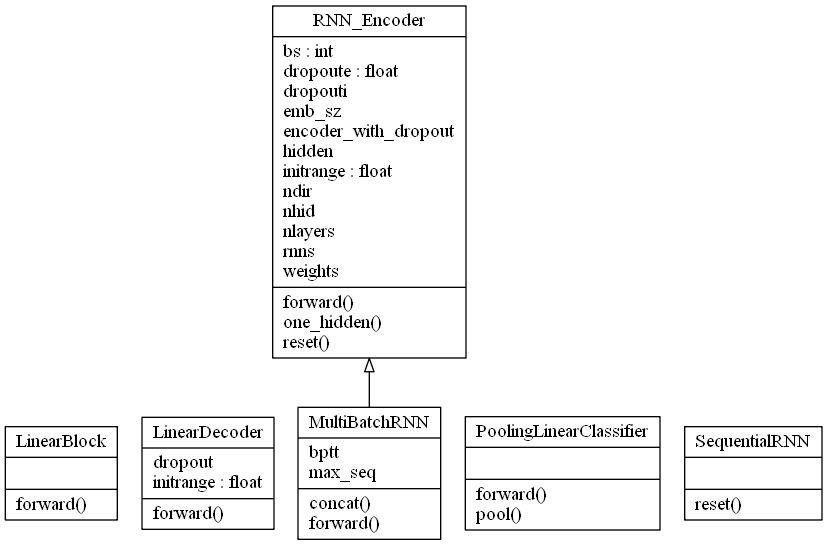 RNN_Encoder
bs : int
dropoute : float
dropouti
emb_sz
encoder_with_dropout
hidden
initrange : float
ndir
nhid
nlayers
rnns
weights
forward()
one_hidden()
reset()
LinearBlock
forward()
LinearDecoder
dropout
initrange : float
forward()
MultiBatchRNN
bptt
max_seq
concat()
forward()
PoolingLinearClassifier
forward()
pool()
SequentialRNN
reset()